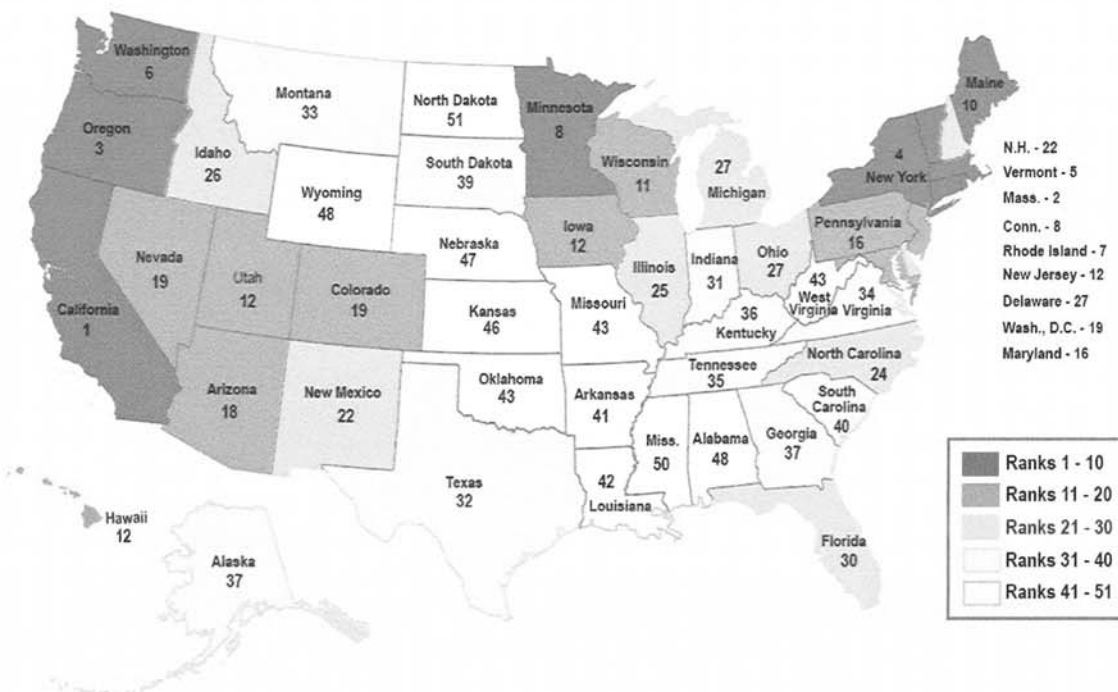 Washington
6
Montana
33
North Dakota
51
Minnesota
8
Maine
10
Oregon
3
Idaho
26
Wyoming
48
South Dakota
39
Wisconsin
11
27
Michigan
4
New York
N.H. - 22
Vermont - 5
Mass. - 2
Conn. - 8
Rhode Island - 7
New Jersey - 12
Delaware - 27
Wash., D.C. - 19
Maryland - 16
Nevada
19
Utah
12
Colorado
19
Nebraska
47
Iowa
12
Illinois
25
Indiana
31
Ohio
27
Pennsylvania
16
California
1
Kansas
46
Missouri
43
36
Kentucky
43
West
Virginia
34
Virginia
Arizona
18
New Mexico
22
Oklahoma
43
Arkansas
41
Tennessee
35
North Carolina
24
South
Carolina
40
Texas
32
42
Louisiana
Miss.
50
Alabama
48
Georgia
37
Florida
30
Hawaii
12
Alaska
37
Ranks 1 - 10
Ranks 11 - 20
Ranks 21 - 30
Ranks 31 - 40
Ranks 41 - 51